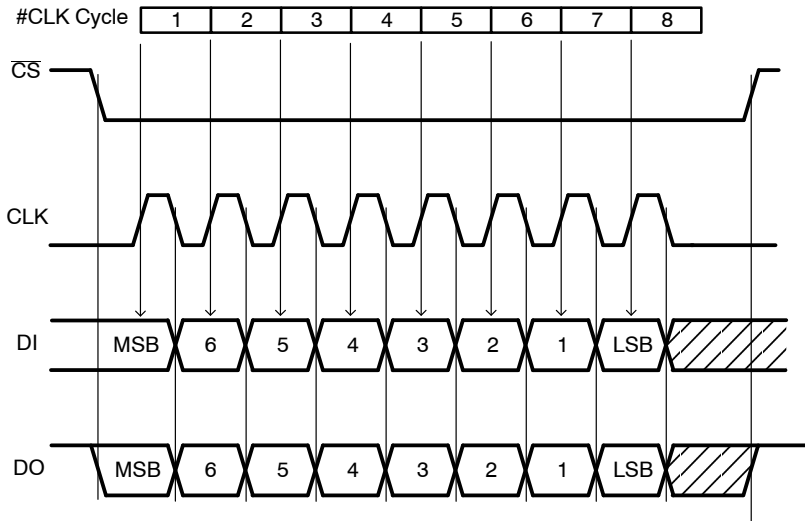 #CLK Cycle 1 2 3 4 5 6 7 8
CS
CLK
DI MSB 6 5 4 3 2 1 LSB
DO MSB 6 5 4 3 2 1 LSB